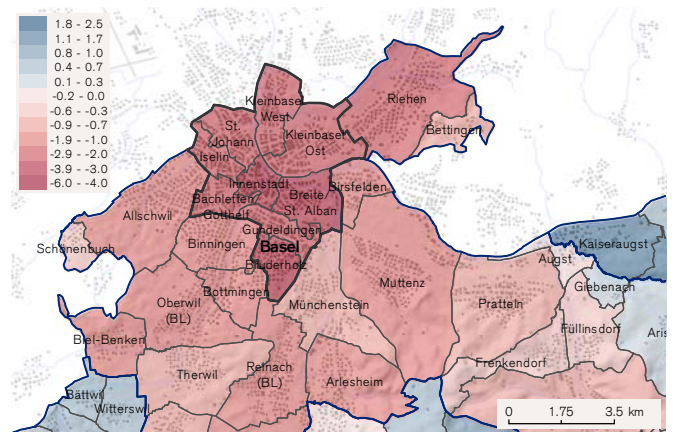 1.8 - 2.5
1.1 - 1.7
0.8 - 1.0
0.4 - 0.7
0.1 - 0.3
-0.2 - 0.0
-0.6 - -0.3
-0.9 - -0.7
-1.9 - -1.0
-2.9 - -2.0
-3.9 - -3.0
-6.0 - -4.0
Riehen
Kleinbasel
West
Bettingen
St.
Johann
Kleinbasel
Ost
Iselin
Innenstadt
Birsfelden
Bachletten
Breite
St. Alban
Gotthelf
Allschwil
Gundeldingen
Schönenbuch
Binningen
Basel
Kaiseraugst
Bruderholz
Augst
Muttenz
Giebenach
Bottmingen
Oberwil
(BL)
Münchenstein
Pratteln
Füllinsdorf
Aris
Biel-Benken
Frenkendorf
Therwil
Reinach
(BL)
Arlesheim
Bättwil
Witterswil
0 1.75 3.5 km